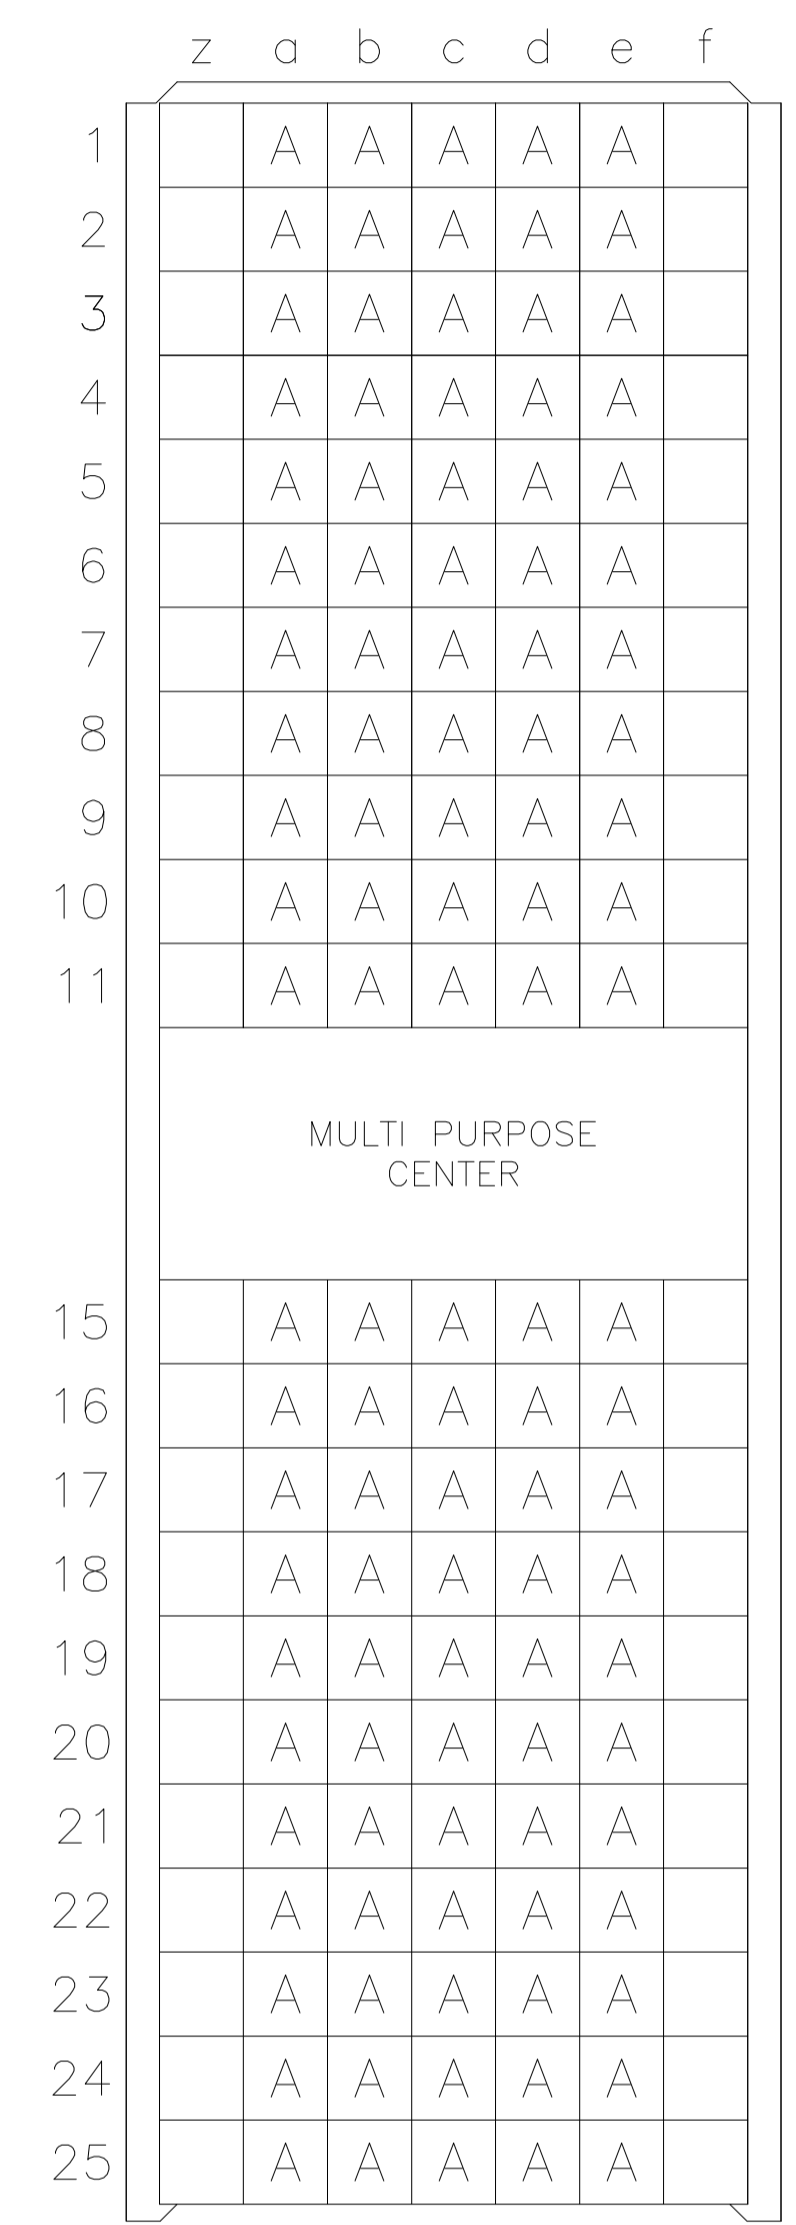 z a b c d e f
1 A A A A A
2 A A A A A
3 A A A A A
4 A A A A A
5 A A A A A
6 A A A A A
7 A A A A A
8 A A A A A
9 A A A A A
10 A A A A A
11 A A A A A
MULTI PURPOSE
CENTER
15 A A A A A
16 A A A A A
17 A A A A A
18 A A A A A
19 A A A A A
20 A A A A A
21 A A A A A
22 A A A A A
23 A A A A A
24 A A A A A
25 A A A A A